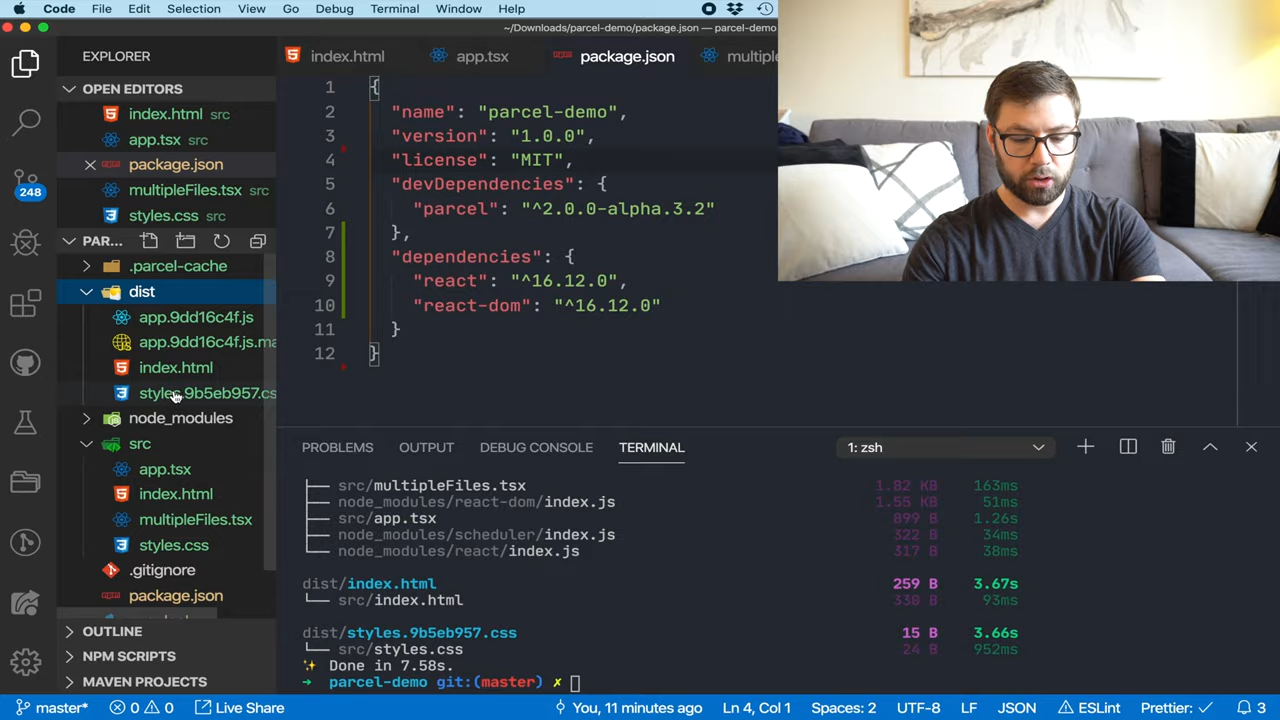 Code File Edit Selection View Go Debug Terminal Window Help
~/Downloads/parcel-demo/package.json — parcel-demo
EXPLORER
OPEN EDITORS
index.html src
app.tsx src
package.json
multipleFiles.tsx src
styles.css src
PAR...
.parcel-cache
dist
app.9dd16c4f.js
app.9dd16c4f.js.ma
index.html
styles.9b5eb957.cs
node_modules
src
app.tsx
index.html
multipleFiles.tsx
styles.css
.gitignore
package.json
OUTLINE
NPM SCRIPTS
MAVEN PROJECTS
248
index.html app.tsx package.json multiple
1 {
2 "name": "parcel-demo",
3 "version": "1.0.0",
4 "license": "MIT",
5 "devDependencies": {
6 "parcel": "^2.0.0-alpha.3.2"
7 },
8 "dependencies": {
9 "react": "^16.12.0",
10 "react-dom": "^16.12.0"
11 }
12 }
PROBLEMS OUTPUT DEBUG CONSOLE TERMINAL 1: zsh
├── src/multipleFiles.tsx 1.82 KB 163ms
├── node_modules/react-dom/index.js 1.55 KB 51ms
├── src/app.tsx 899 B 1.26s
├── node_modules/scheduler/index.js 322 B 34ms
└── node_modules/react/index.js 317 B 38ms
dist/index.html 259 B 3.67s
└── src/index.html 338 B 93ms
dist/styles.9b5eb957.css 15 B 3.66s
└── src/styles.css 24 B 952ms
✨ Done in 7.58s.
→ parcel-demo git:(master) ✗
master* 0 0 Live Share You, 11 minutes ago Ln 4, Col 1 Spaces: 2 UTF-8 LF JSON ESLint Prettier: ✓ 3